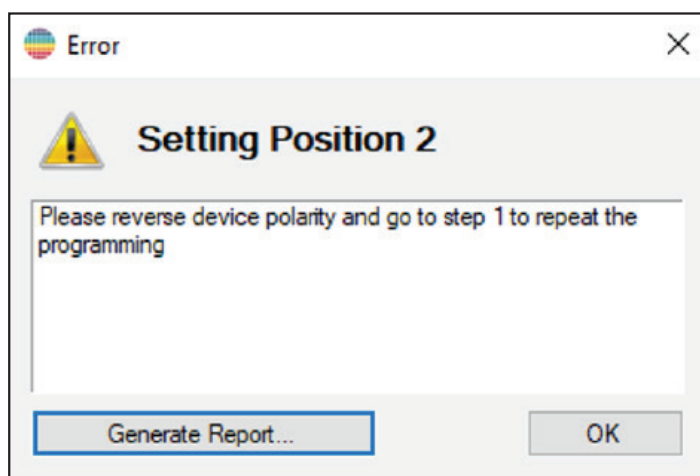 Error
Setting Position 2
Please reverse device polarity and go to step 1 to repeat the
programming
Generate Report...
OK